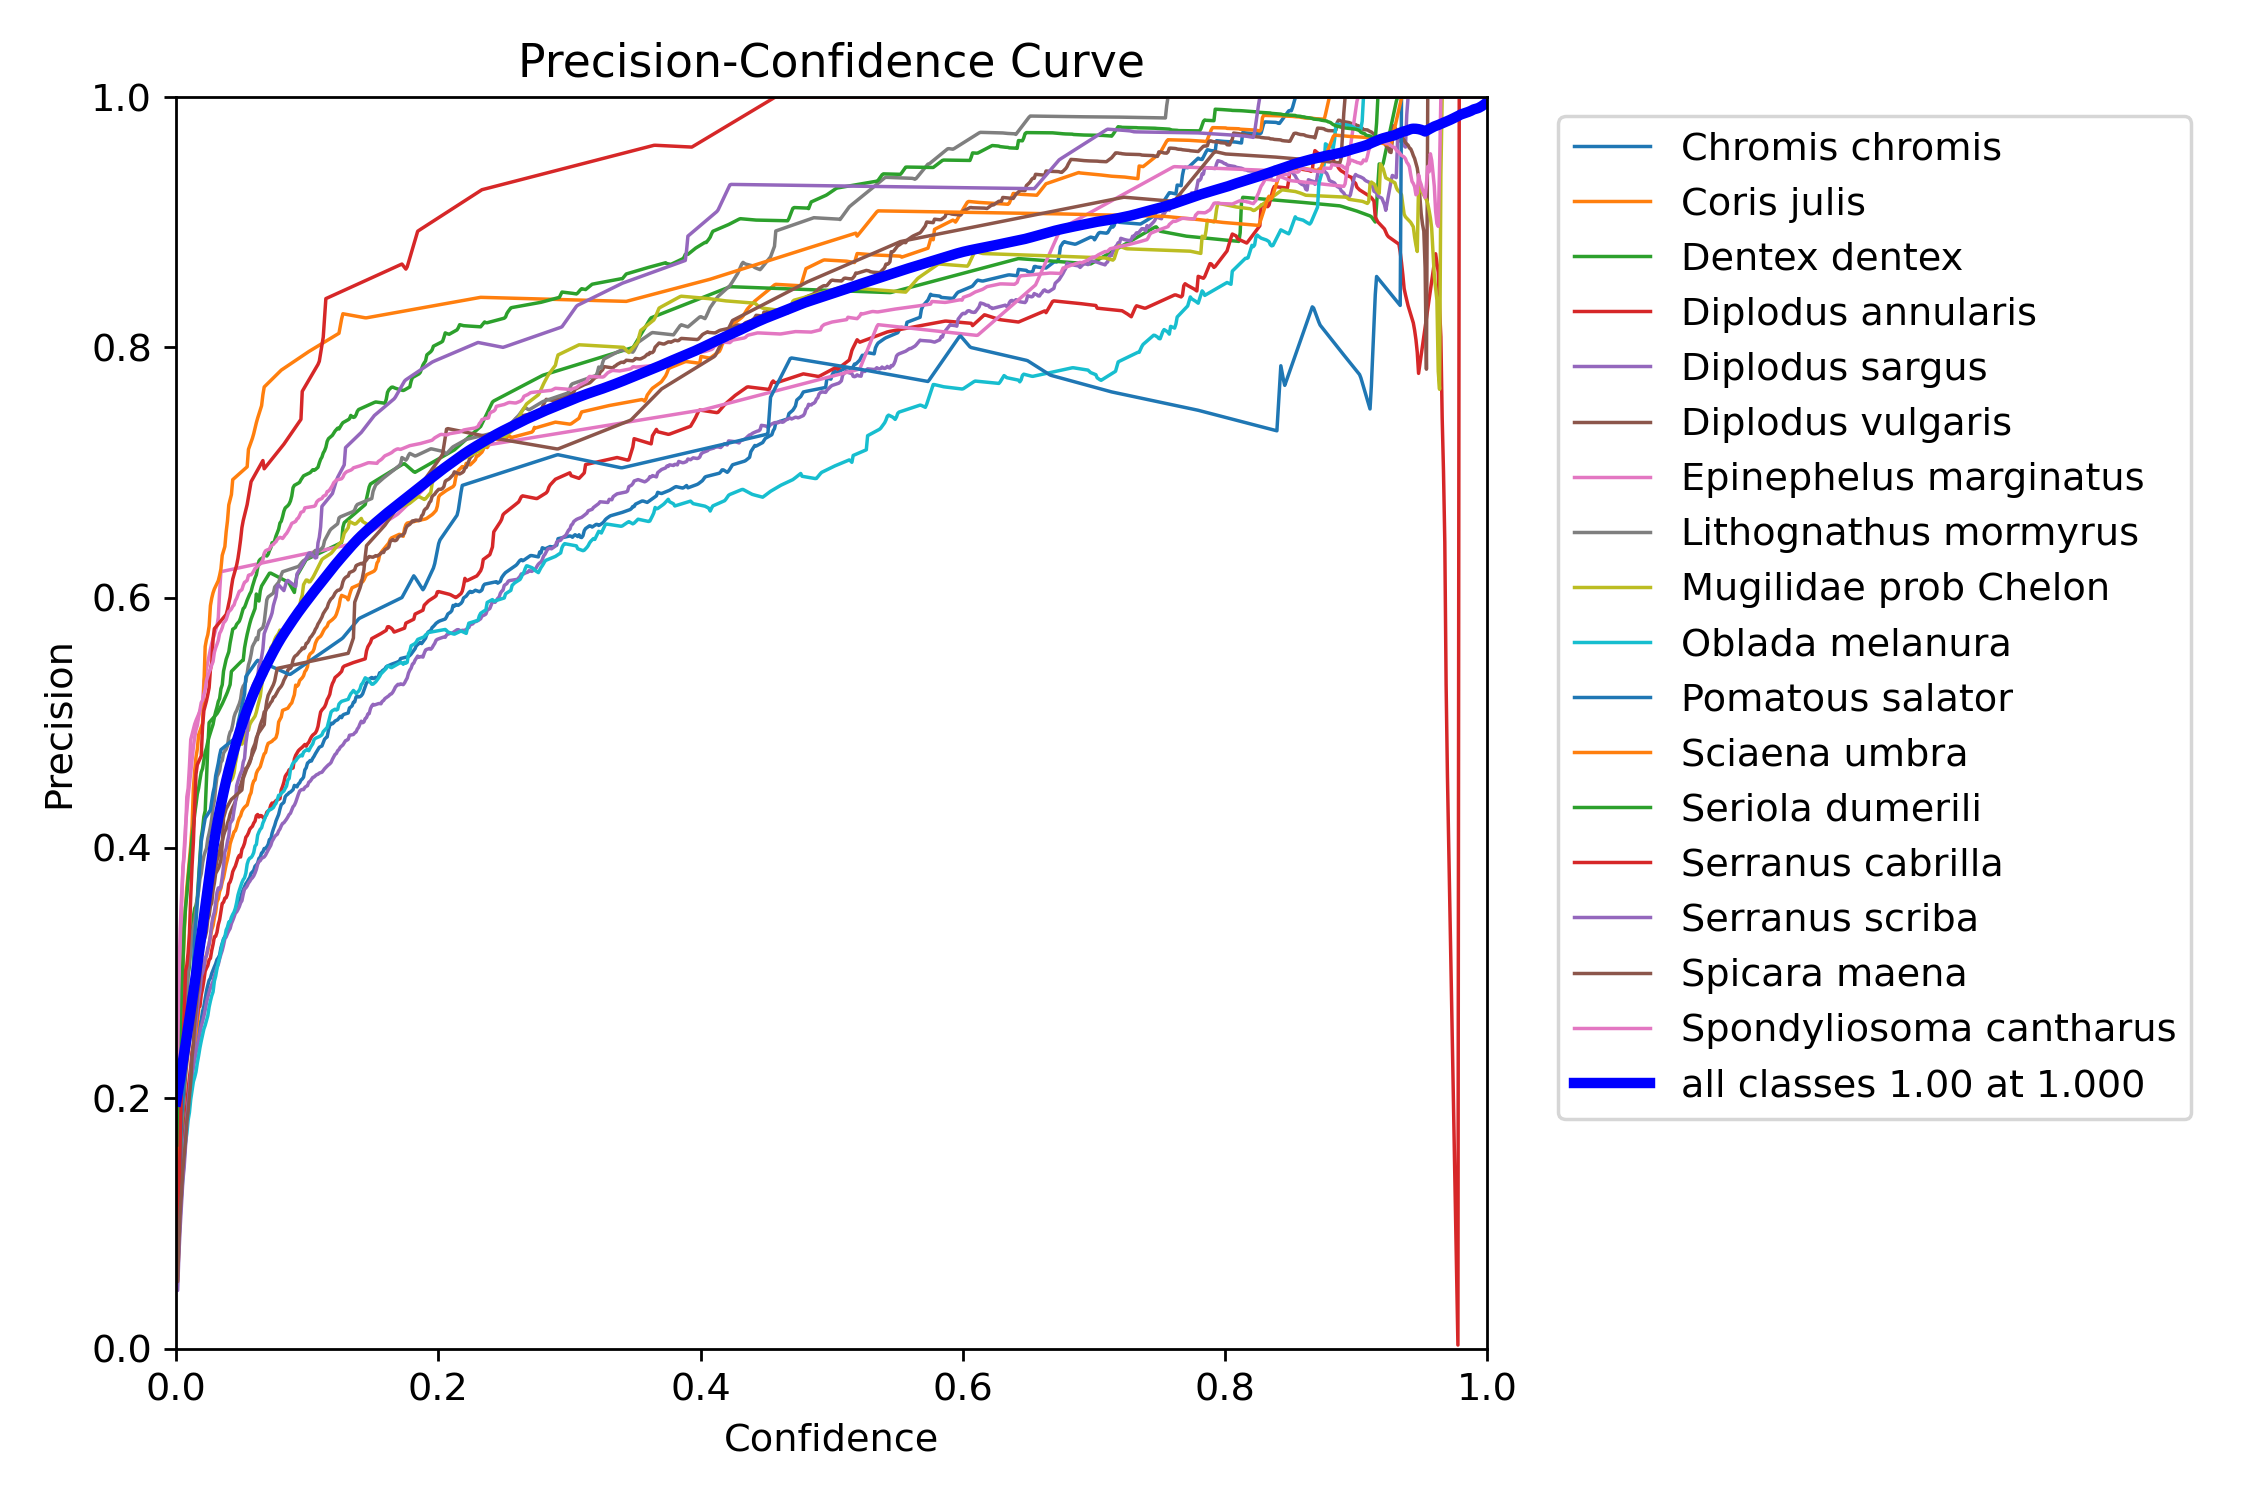 Precision-Confidence Curve
1.0
0.8
0.6
0.4
0.2
0.0
Precision
0.0 0.2 0.4 0.6 0.8 1.0
Confidence
Chromis chromis
Coris julis
Dentex dentex
Diplodus annularis
Diplodus sargus
Diplodus vulgaris
Epinephelus marginatus
Lithognathus mormyrus
Mugilidae prob Chelon
Oblada melanura
Pomatous salator
Sciaena umbra
Seriola dumerili
Serranus cabrilla
Serranus scriba
Spicara maena
Spondyliosoma cantharus
all classes 1.00 at 1.000